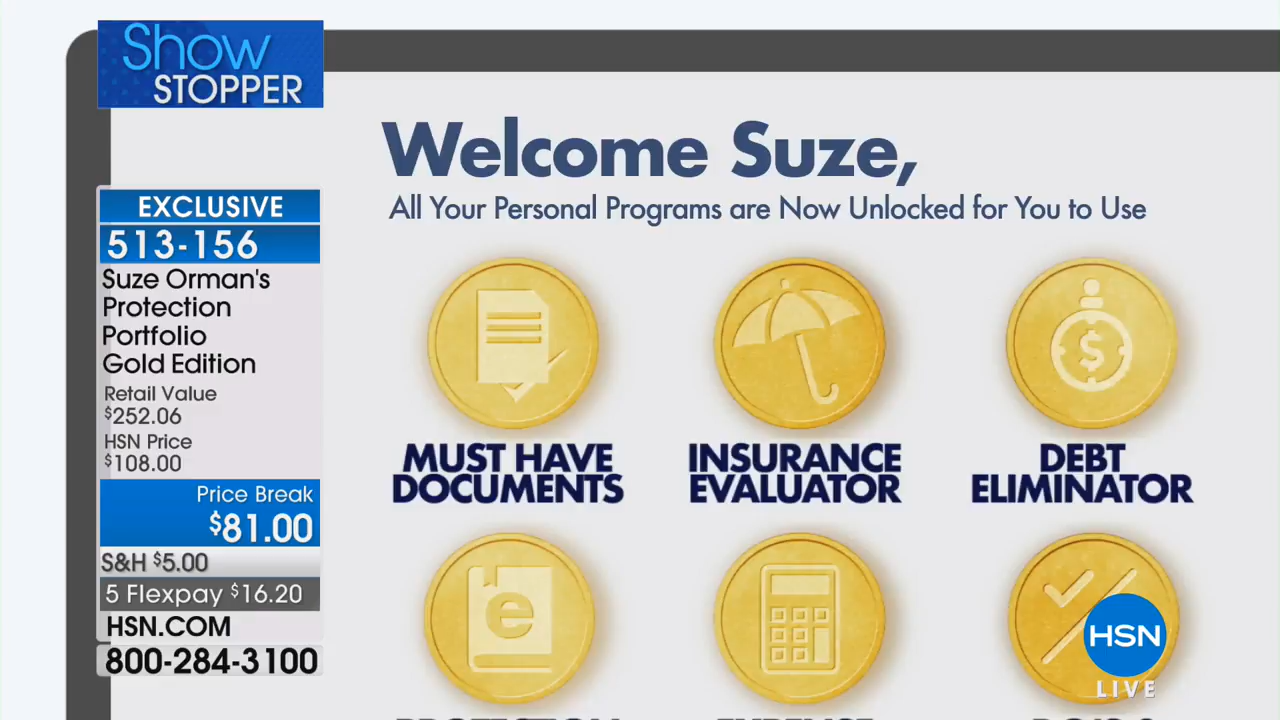 Show
STOPPER
EXCLUSIVE
513-156
Suze Orman's
Protection
Portfolio
Gold Edition
Retail Value
$252.06
HSN Price
$108.00
Price Break
$81.00
S&H $5.00
5 Flexpay $16.20
HSN.COM
800-284-3100
Welcome Suze,
All Your Personal Programs are Now Unlocked for You to Use
$
MUST HAVE
DOCUMENTS
INSURANCE
EVALUATOR
DEBT
ELIMINATOR
e
HSN
LIVE